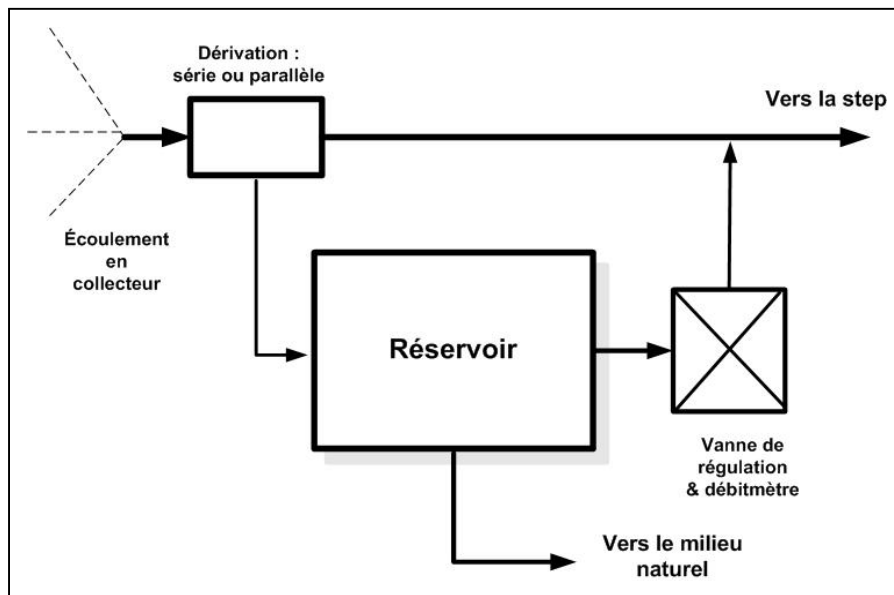 Dérivation :
série ou parallèle
Vers la step
Écoulement
en
collecteur
Réservoir
Vanne de
régulation
& débitmètre
Vers le milieu
naturel